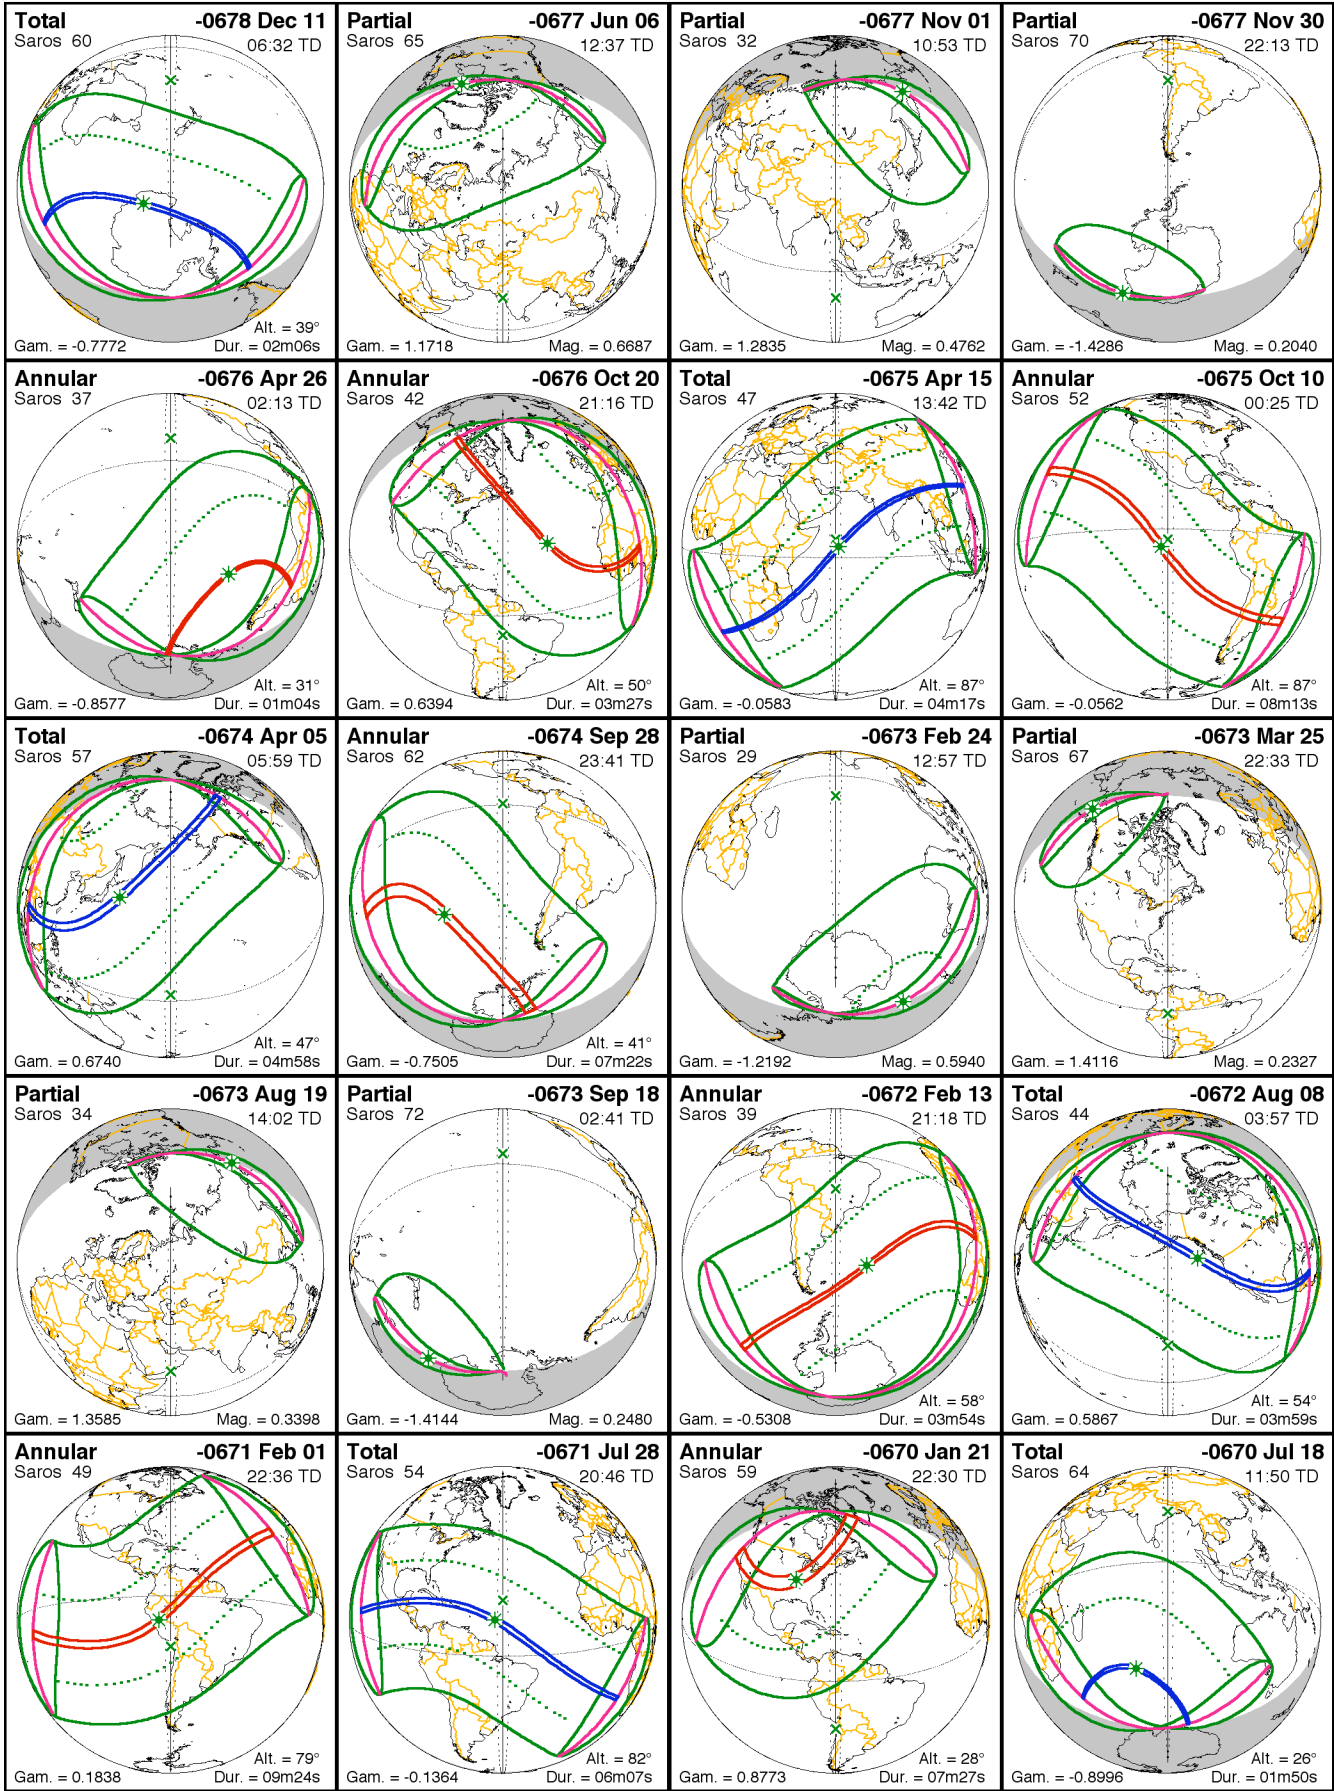 Total -0678 Dec 11
Saros 60 06:32 TD
Alt. = 39°
Gam. = -0.7772 Dur. = 02m06s
Partial -0677 Jun 06
Saros 65 12:37 TD
Gam. = 1.1718 Mag. = 0.6687
Partial -0677 Nov 01
Saros 32 10:53 TD
Gam. = 1.2835 Mag. = 0.4762
Partial -0677 Nov 30
Saros 70 22:13 TD
Gam. = -1.4286 Mag. = 0.2040
Annular -0676 Apr 26
Saros 37 02:13 TD
Alt. = 31°
Gam. = -0.8577 Dur. = 01m04s
Annular -0676 Oct 20
Saros 42 21:16 TD
Alt. = 50°
Gam. = 0.6394 Dur. = 03m27s
Total -0675 Apr 15
Saros 47 13:42 TD
Alt. = 87°
Gam. = -0.0583 Dur. = 04m17s
Annular -0675 Oct 10
Saros 52 00:25 TD
Alt. = 87°
Gam. = -0.0562 Dur. = 08m13s
Total -0674 Apr 05
Saros 57 05:59 TD
Alt. = 47°
Gam. = 0.6740 Dur. = 04m58s
Annular -0674 Sep 28
Saros 62 23:41 TD
Alt. = 41°
Gam. = -0.7505 Dur. = 07m22s
Partial -0673 Feb 24
Saros 29 12:57 TD
Gam. = -1.2192 Mag. = 0.5940
Partial -0673 Mar 25
Saros 67 22:33 TD
Gam. = 1.4116 Mag. = 0.2327
Partial -0673 Aug 19
Saros 34 14:02 TD
Gam. = 1.3585 Mag. = 0.3398
Partial -0673 Sep 18
Saros 72 02:41 TD
Gam. = -1.4144 Mag. = 0.2480
Annular -0672 Feb 13
Saros 39 21:18 TD
Alt. = 58°
Gam. = -0.5308 Dur. = 03m54s
Total -0672 Aug 08
Saros 44 03:57 TD
Alt. = 54°
Gam. = 0.5867 Dur. = 03m59s
Annular -0671 Feb 01
Saros 49 22:36 TD
Alt. = 79°
Gam. = 0.1838 Dur. = 09m24s
Total -0671 Jul 28
Saros 54 20:46 TD
Alt. = 82°
Gam. = -0.1364 Dur. = 06m07s
Annular -0670 Jan 21
Saros 59 22:30 TD
Alt. = 28°
Gam. = 0.8773 Dur. = 07m27s
Total -0670 Jul 18
Saros 64 11:50 TD
Alt. = 26°
Gam. = -0.8996 Dur. = 01m50s